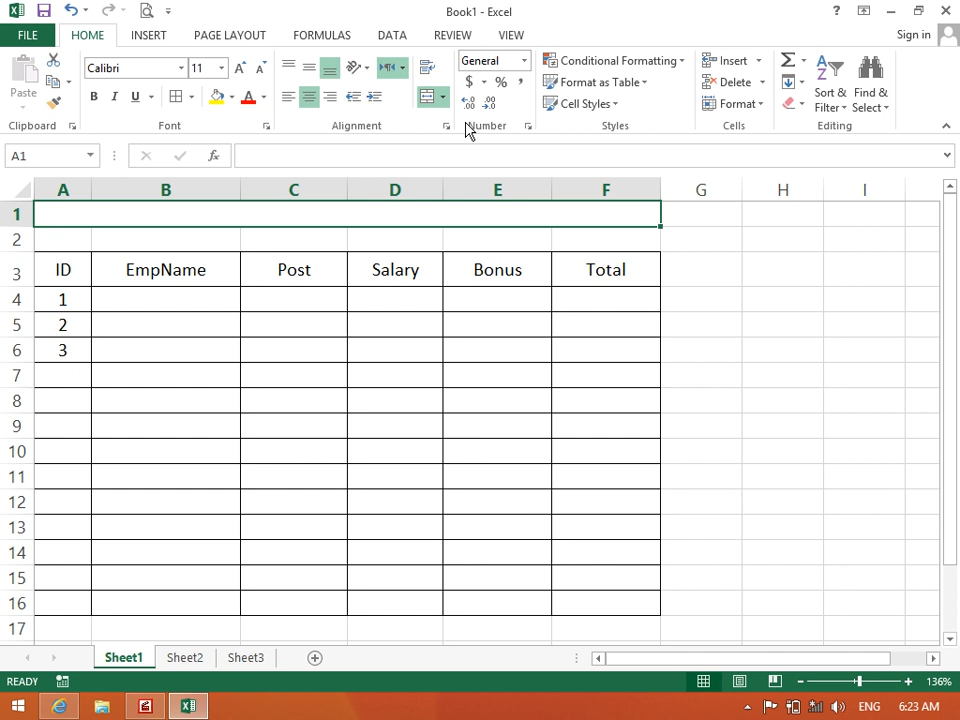 Book1 - Excel
?
FILE HOME INSERT PAGE LAYOUT FORMULAS DATA REVIEW VIEW Sign in
Paste
Calibri 11
B I U A
General
$ % ,
Conditional Formatting
Format as Table
Cell Styles
Insert
Delete
Format
Sort & Filter
Find & Select
Clipboard Font Alignment Number Styles Cells Editing
A1 fx
A B C D E F G H I
1
2
3 ID EmpName Post Salary Bonus Total
4 1
5 2
6 3
7
8
9
10
11
12
13
14
15
16
17
Sheet1 Sheet2 Sheet3
READY 136%
ENG 6:23 AM